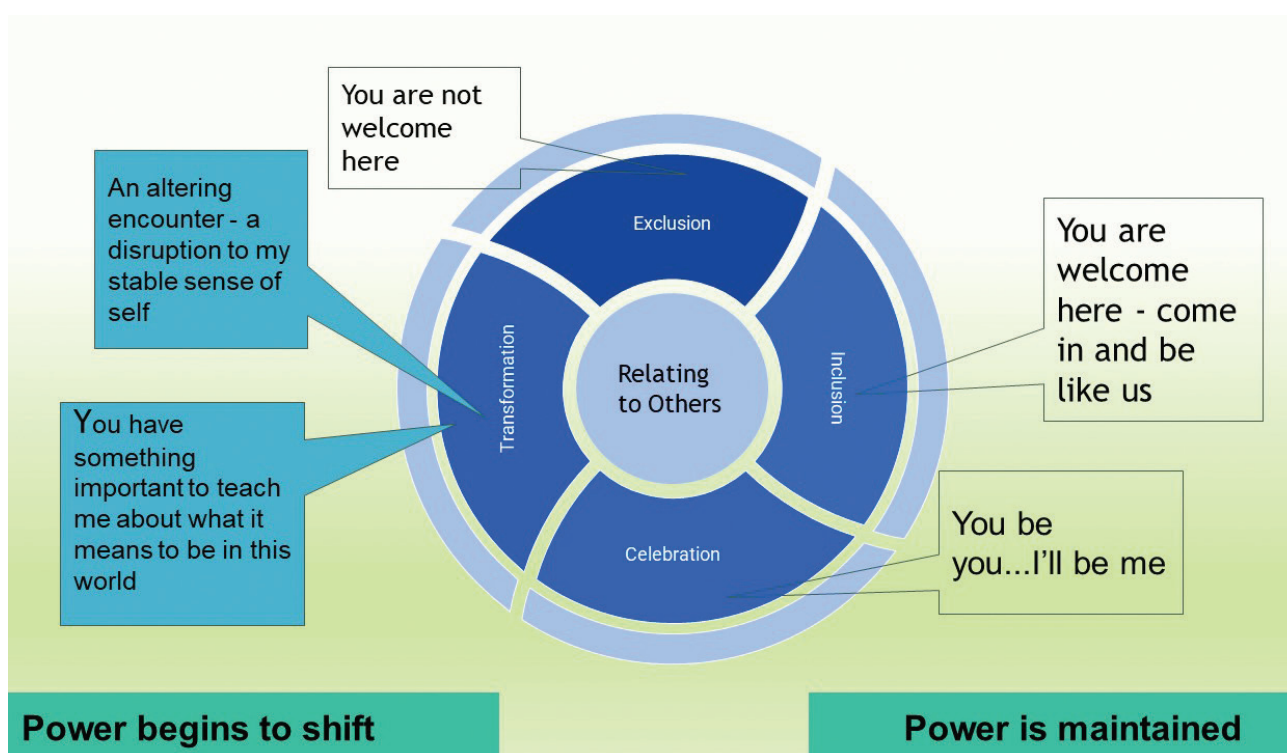 You are not
welcome
here
An altering
encounter - a
disruption to my
stable sense of
self
Exclusion
You are
welcome
here - come
in and be
like us
Inclusion
Relating
to Others
Transformation
You have
something
important to teach
me about what it
means to be in this
world
Celebration
You be
you...I'll be me
Power begins to shift
Power is maintained